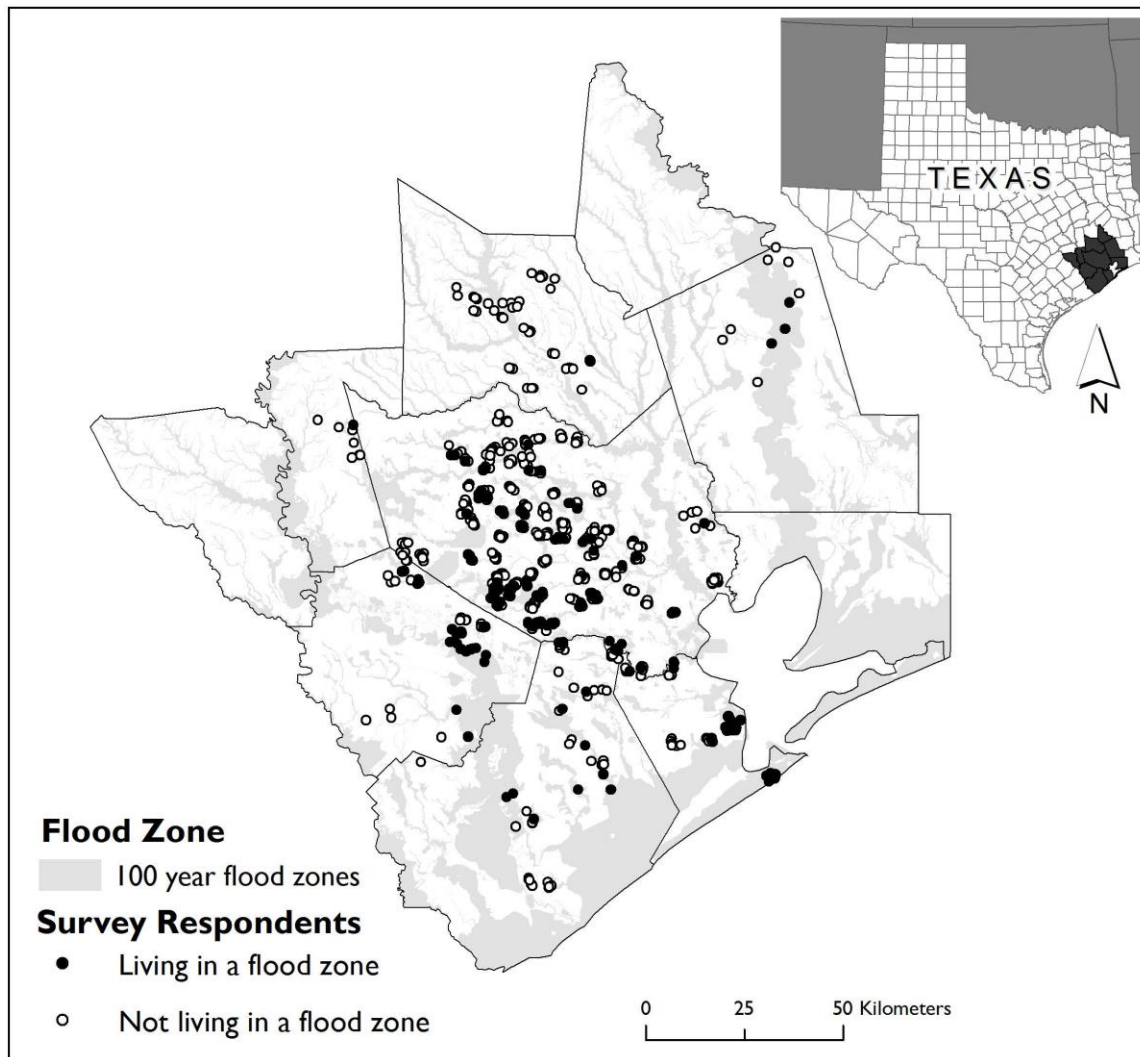 TEXAS
N
Flood Zone
100 year flood zones
Survey Respondents
Living in a flood zone
Not living in a flood zone
0 25 50 Kilometers